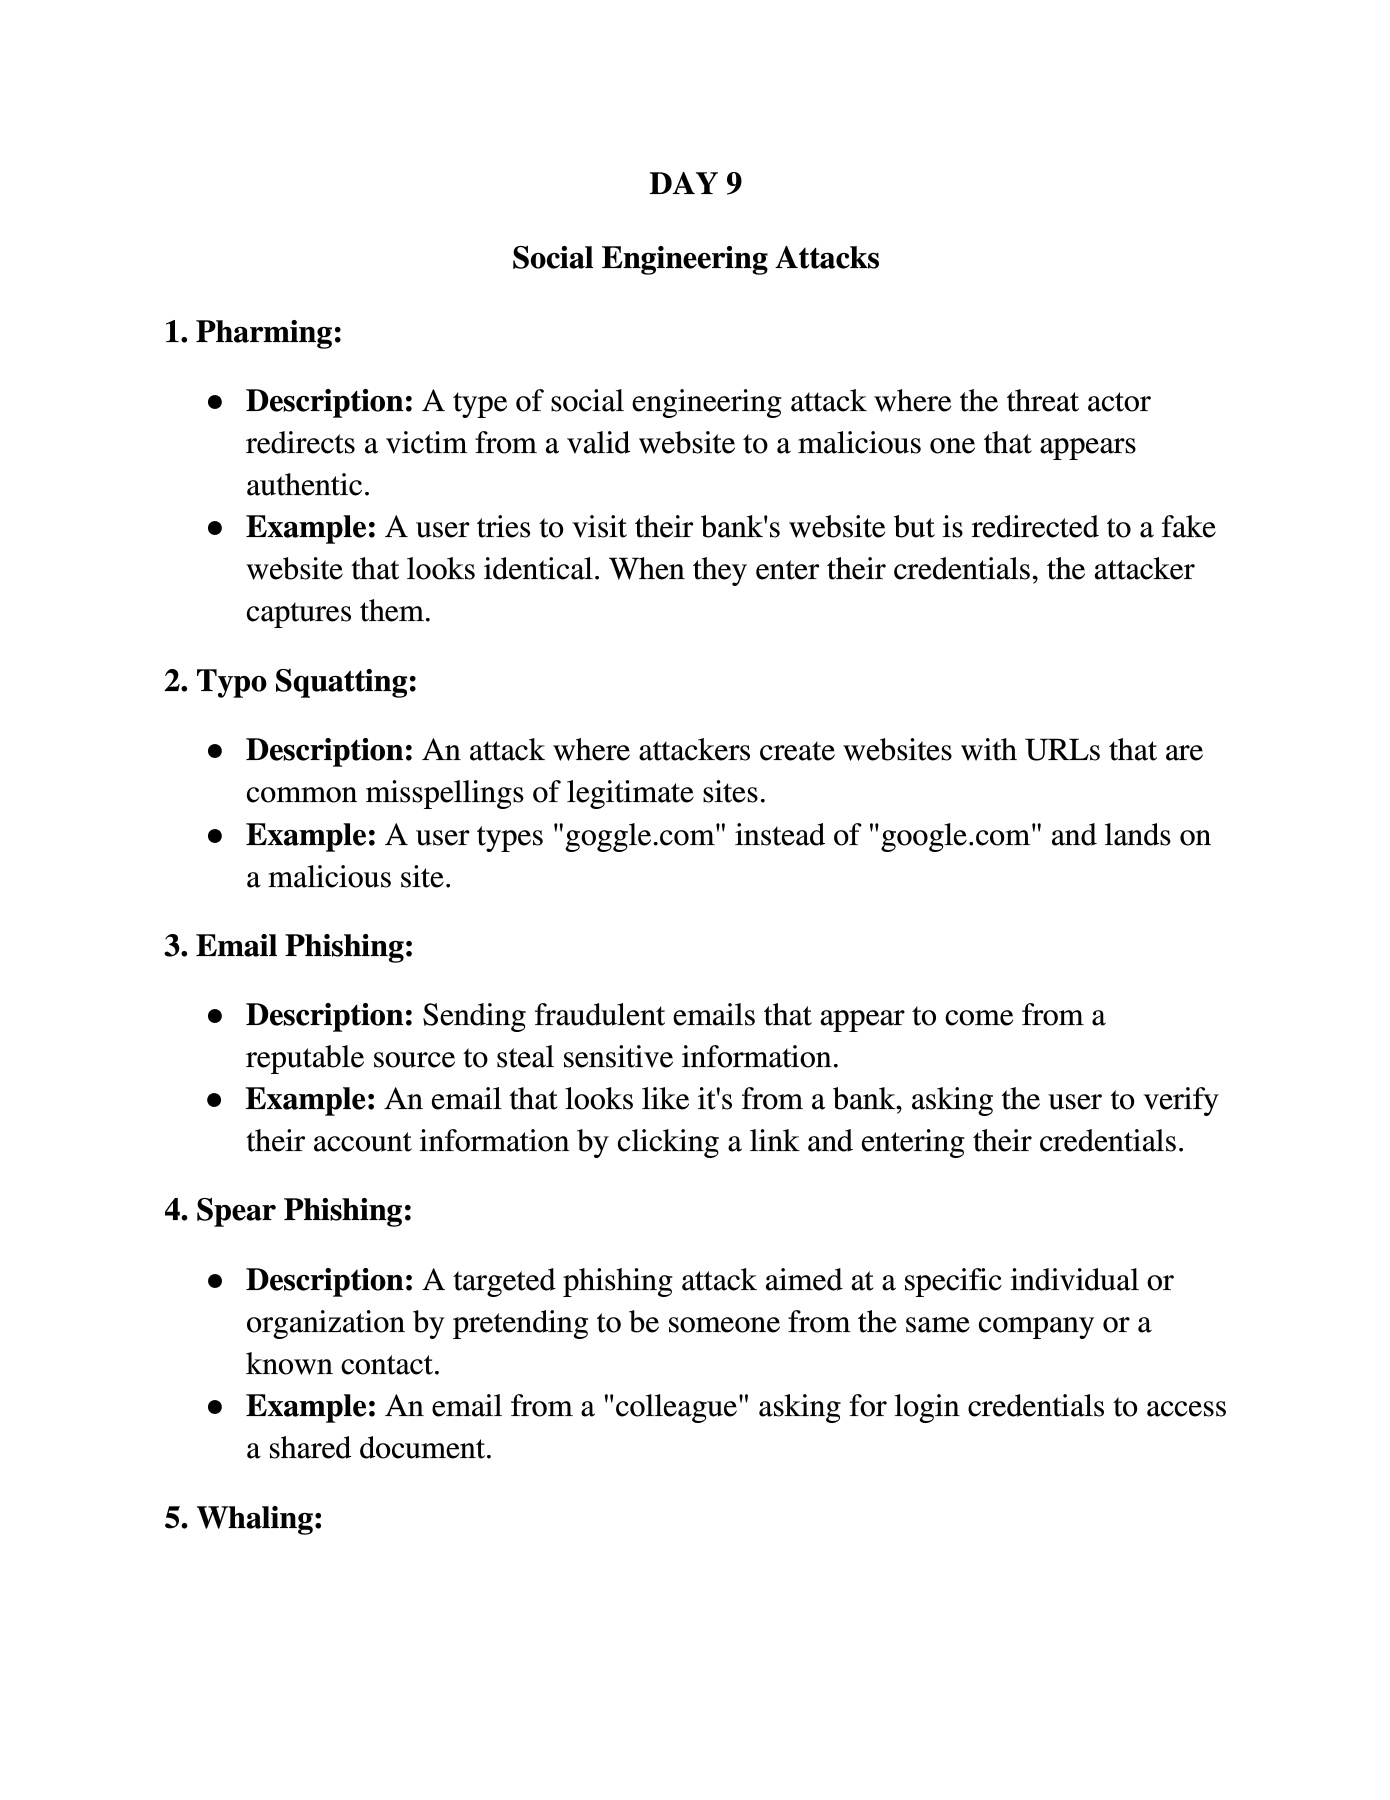 DAY 9
Social Engineering Attacks
1. Pharming:
● Description: A type of social engineering attack where the threat actor
redirects a victim from a valid website to a malicious one that appears
authentic.
● Example: A user tries to visit their bank's website but is redirected to a fake
website that looks identical. When they enter their credentials, the attacker
captures them.
2. Typo Squatting:
● Description: An attack where attackers create websites with URLs that are
common misspellings of legitimate sites.
● Example: A user types "goggle.com" instead of "google.com" and lands on
a malicious site.
3. Email Phishing:
● Description: Sending fraudulent emails that appear to come from a
reputable source to steal sensitive information.
● Example: An email that looks like it's from a bank, asking the user to verify
their account information by clicking a link and entering their credentials.
4. Spear Phishing:
● Description: A targeted phishing attack aimed at a specific individual or
organization by pretending to be someone from the same company or a
known contact.
● Example: An email from a "colleague" asking for login credentials to access
a shared document.
5. Whaling: